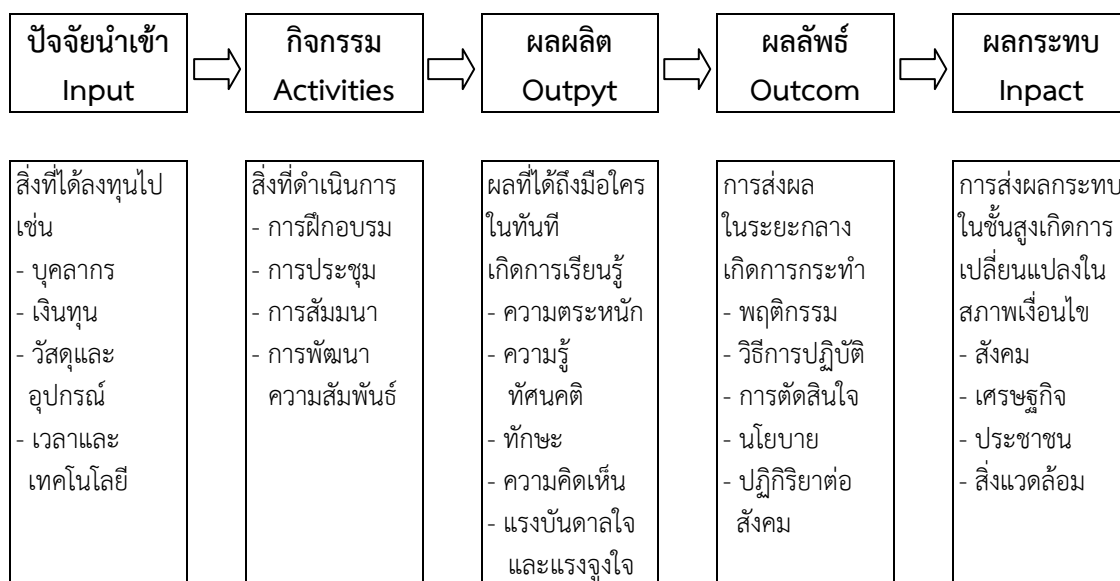 ปัจจัยนำเข้า
Input
กิจกรรม
Activities
ผลผลิต
Outpyt
ผลลัพธ์
Outcom
ผลกระทบ
Inpact
สิ่งที่ได้ลงทุนไป
เช่น
- บุคลากร
- เงินทุน
- วัสดุและ
อุปกรณ์
- เวลาและ
เทคโนโลยี
สิ่งที่ดำเนินการ
- การฝึกอบรม
- การประชุม
- การสัมมนา
- การพัฒนา
ความสัมพันธ์
ผลที่ได้ถึงมือใคร
ในทันที
เกิดการเรียนรู้
- ความตระหนัก
- ความรู้
ทัศนคติ
- ทักษะ
- ความคิดเห็น
- แรงบันดาลใจ
และแรงจูงใจ
การส่งผล
ในระยะกลาง
เกิดการกระทำ
- พฤติกรรม
- วิธีการปฏิบัติ
- การตัดสินใจ
- นโยบาย
- ปฏิกิริยาต่อ
สังคม
การส่งผลกระทบ
ในชั้นสูงเกิดการ
เปลี่ยนแปลงใน
สภาพเงื่อนไข
- สังคม
- เศรษฐกิจ
- ประชาชน
- สิ่งแวดล้อม